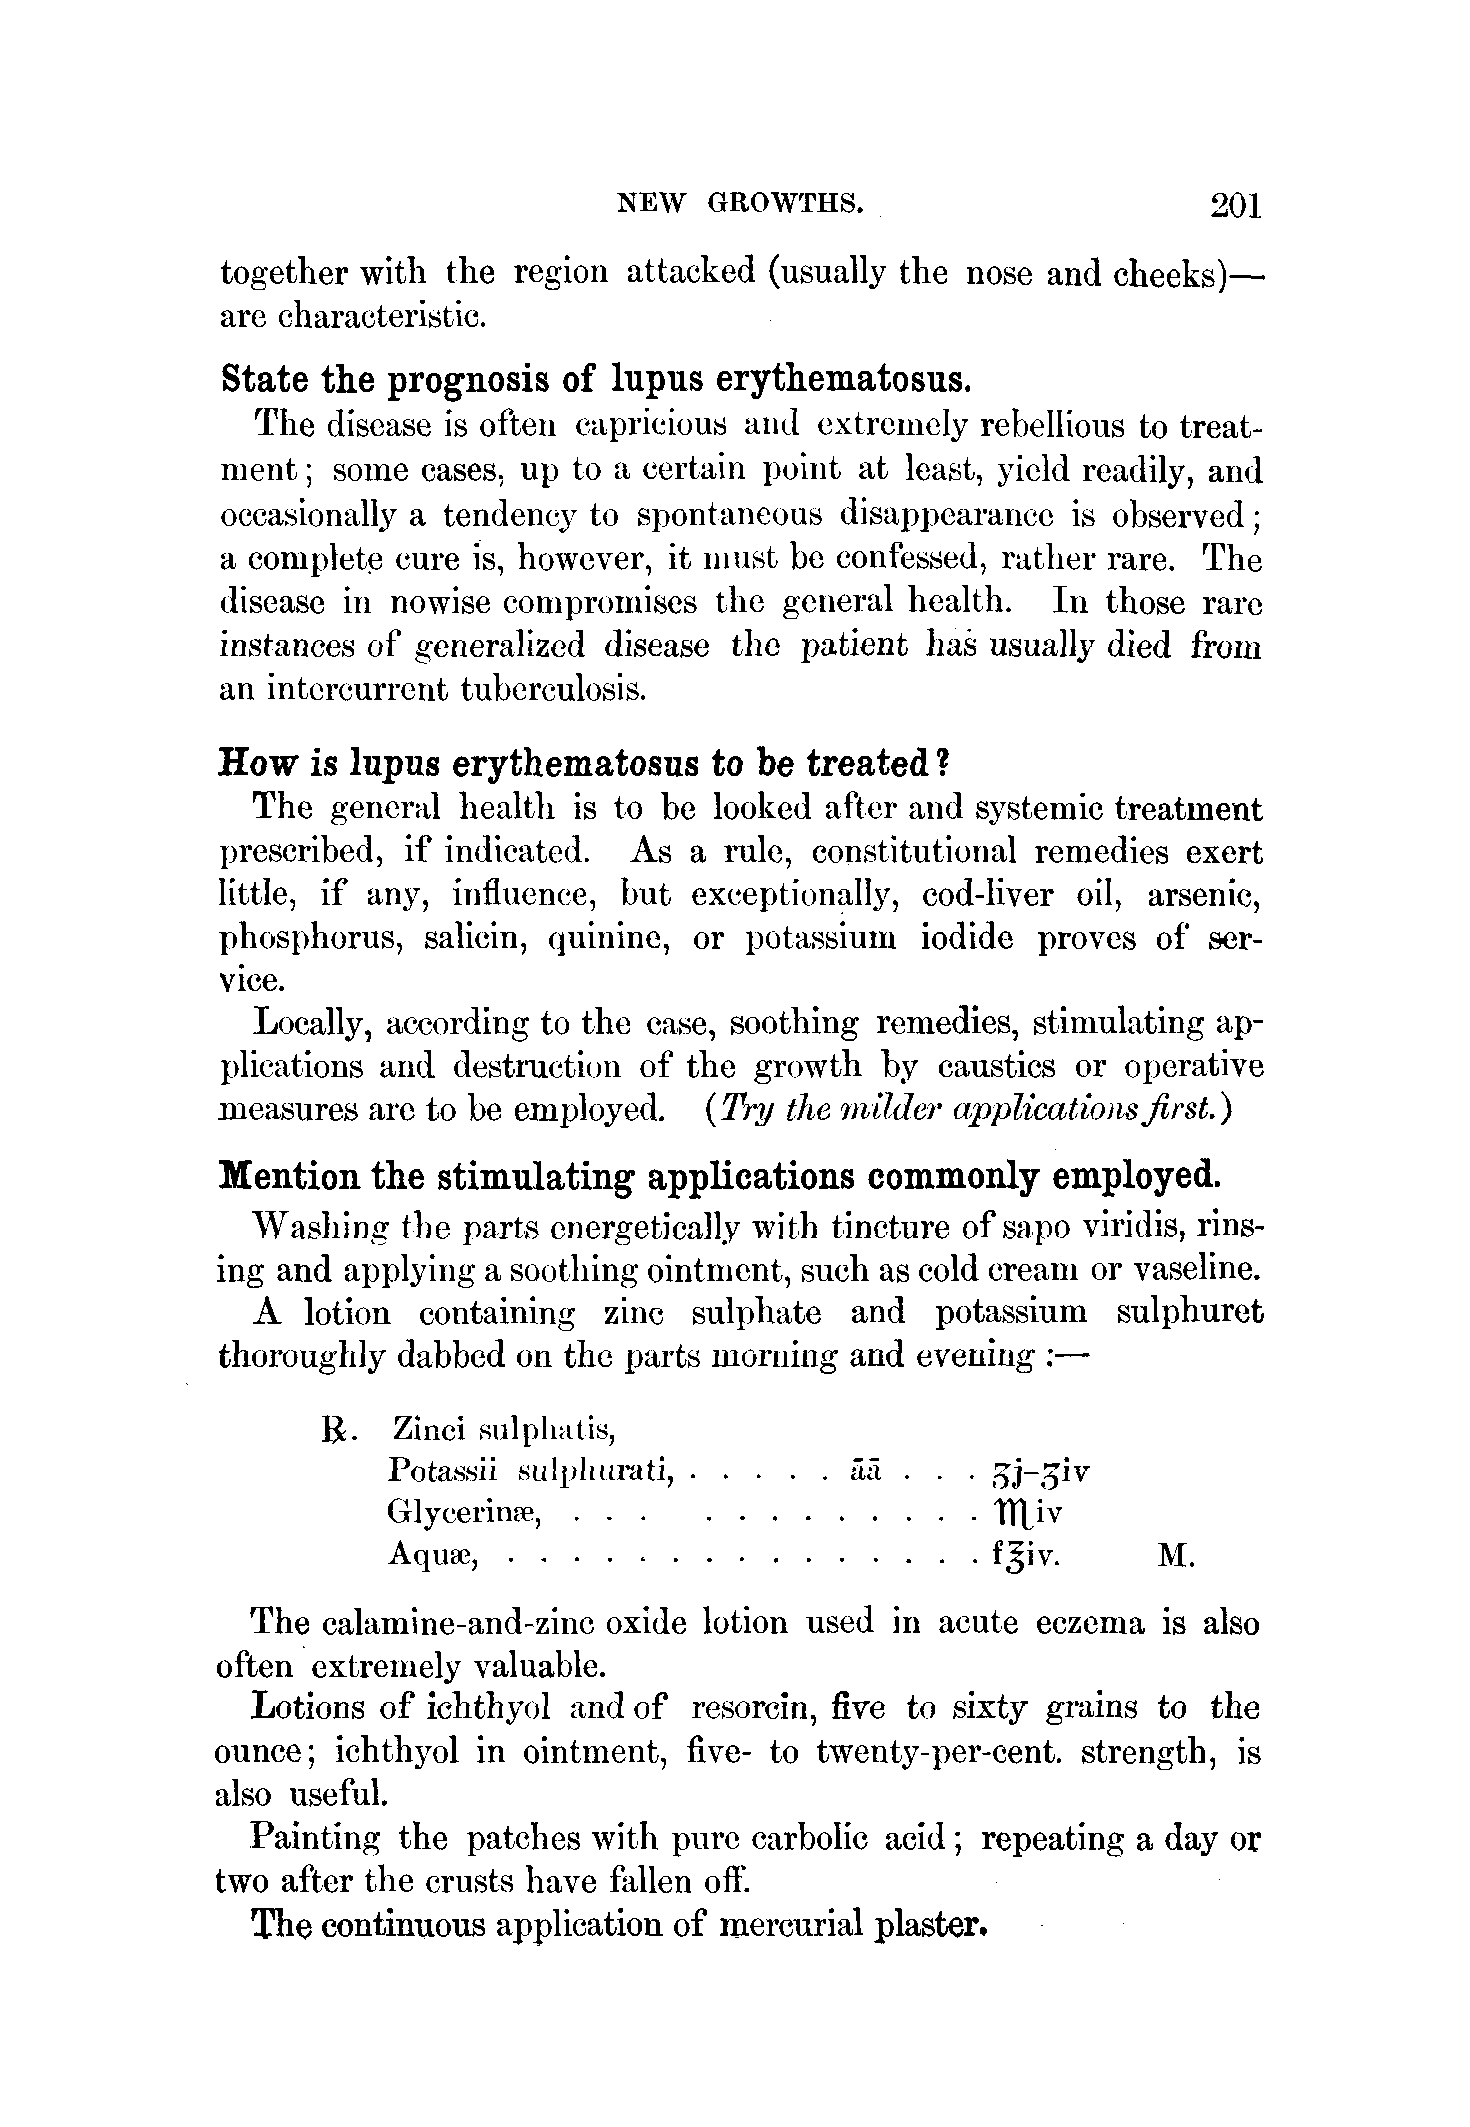 NEW GROWTHS. 201
together with the region attacked (usually the nose and cheeks)—
are characteristic.
State the prognosis of lupus erythematosus.
The disease is often capricious and extremely rebellious to treat-
ment; some cases, up to a certain point at least, yield readily, and
occasionally a tendency to spontaneous disappearance is observed;
a complete cure is, however, it must be confessed, rather rare. The
disease in nowise compromises the general health. In those rare
instances of generalized disease the patient has usually died from
an intercurrent tuberculosis.
How is lupus erythematosus to be treated?
The general health is to be looked after and systemic treatment
prescribed, if indicated. As a rule, constitutional remedies exert
little, if any, influence, but exceptionally, cod-liver oil, arsenic,
phosphorus, salicin, quinine, or potassium iodide proves of ser-
vice.
Locally, according to the case, soothing remedies, stimulating ap-
plications and destruction of the growth by caustics or operative
measures are to be employed. (Try the milder applications first.)
Mention the stimulating applications commonly employed.
Washing the parts energetically with tincture of sapo viridis, rins-
ing and applying a soothing ointment, such as cold cream or vaseline.
A lotion containing zinc sulphate and potassium sulphuret
thoroughly dabbed on the parts morning and evening :—
℞. Zinci sulphatis,
Potassii sulphurati, . . . . . āā . . . ʒj–ʒiv
Glycerinæ, . . . . . . . . . . . . ♏iv
Aquæ, . . . . . . . . . . . . . . . f℥iv. M.
The calamine-and-zinc oxide lotion used in acute eczema is also
often extremely valuable.
Lotions of ichthyol and of resorcin, five to sixty grains to the
ounce; ichthyol in ointment, five- to twenty-per-cent. strength, is
also useful.
Painting the patches with pure carbolic acid; repeating a day or
two after the crusts have fallen off.
The continuous application of mercurial plaster.